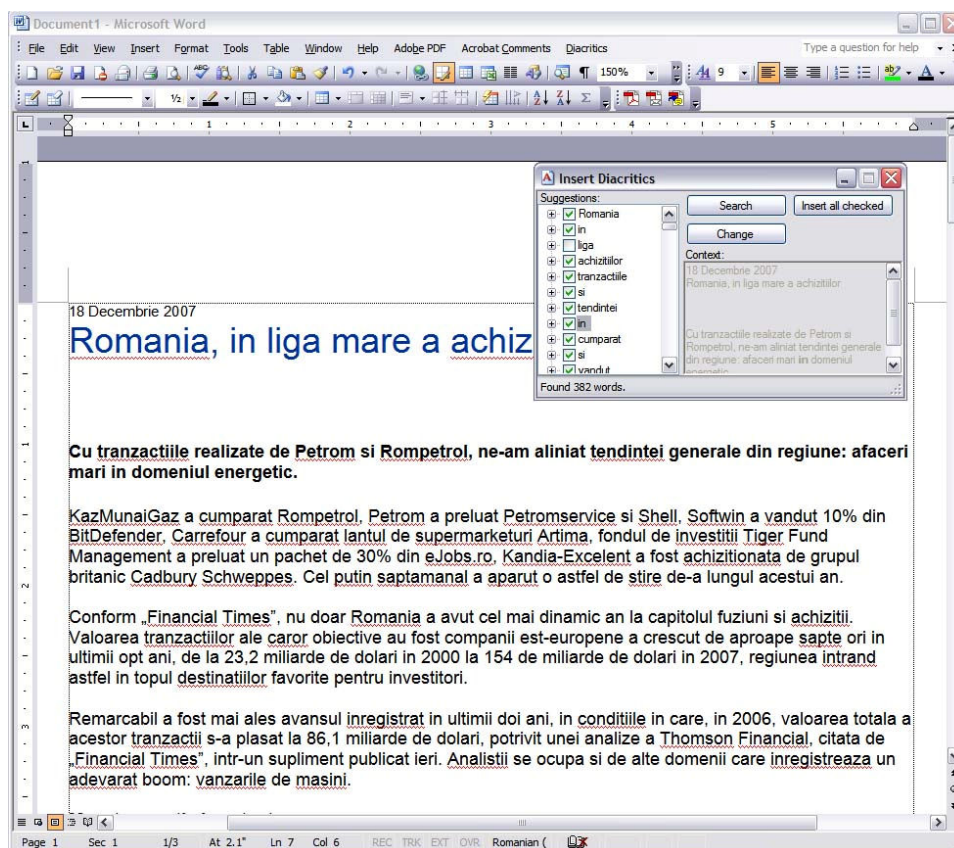 Document1 - Microsoft Word
File Edit View Insert Format Tools Table Window Help Adobe PDF Acrobat Comments Diacritics Type a question for help
150% 9
1/2
1 2 3 4 5
Insert Diacritics
Suggestions:
Romania
in
liga
achizitiilor
tranzactiile
si
tendintei
in
cumparat
si
vandut
Search Insert all checked
Change
Context:
18 Decembrie 2007
Romania, in liga mare a achizitiilor
Cu tranzactiile realizate de Petrom si
Rompetrol, ne-am aliniat tendintei generale
din regiune: afaceri mari in domeniul
energetic
Found 382 words.
18 Decembrie 2007
Romania, in liga mare a achiz
Cu tranzactiile realizate de Petrom si Rompetrol, ne-am aliniat tendintei generale din regiune: afaceri
mari in domeniul energetic.
KazMunaiGaz a cumparat Rompetrol, Petrom a preluat Petromservice si Shell, Softwin a vandut 10% din
BitDefender, Carrefour a cumparat lantul de supermarketuri Artima, fondul de investitii Tiger Fund
Management a preluat un pachet de 30% din eJobs.ro, Kandia-Excelent a fost achizitionata de grupul
britanic Cadbury Schweppes. Cel putin saptamanal a aparut o astfel de stire de-a lungul acestui an.
Conform „Financial Times”, nu doar Romania a avut cel mai dinamic an la capitolul fuziuni si achizitii.
Valoarea tranzactiilor ale caror obiective au fost companii est-europene a crescut de aproape sapte ori in
ultimii opt ani, de la 23,2 miliarde de dolari in 2000 la 154 de miliarde de dolari in 2007, regiunea intrand
astfel in topul destinatiilor favorite pentru investitori.
Remarcabil a fost mai ales avansul inregistrat in ultimii doi ani, in conditiile in care, in 2006, valoarea totala a
acestor tranzactii s-a plasat la 86,1 miliarde de dolari, potrivit unei analize a Thomson Financial, citata de
„Financial Times”, intr-un supliment publicat ieri. Analistii se ocupa si de alte domenii care inregistreaza un
adevarat boom: vanzarile de masini.
Page 1 Sec 1 1/3 At 2.1" Ln 7 Col 6 REC TRK EXT OVR Romanian (